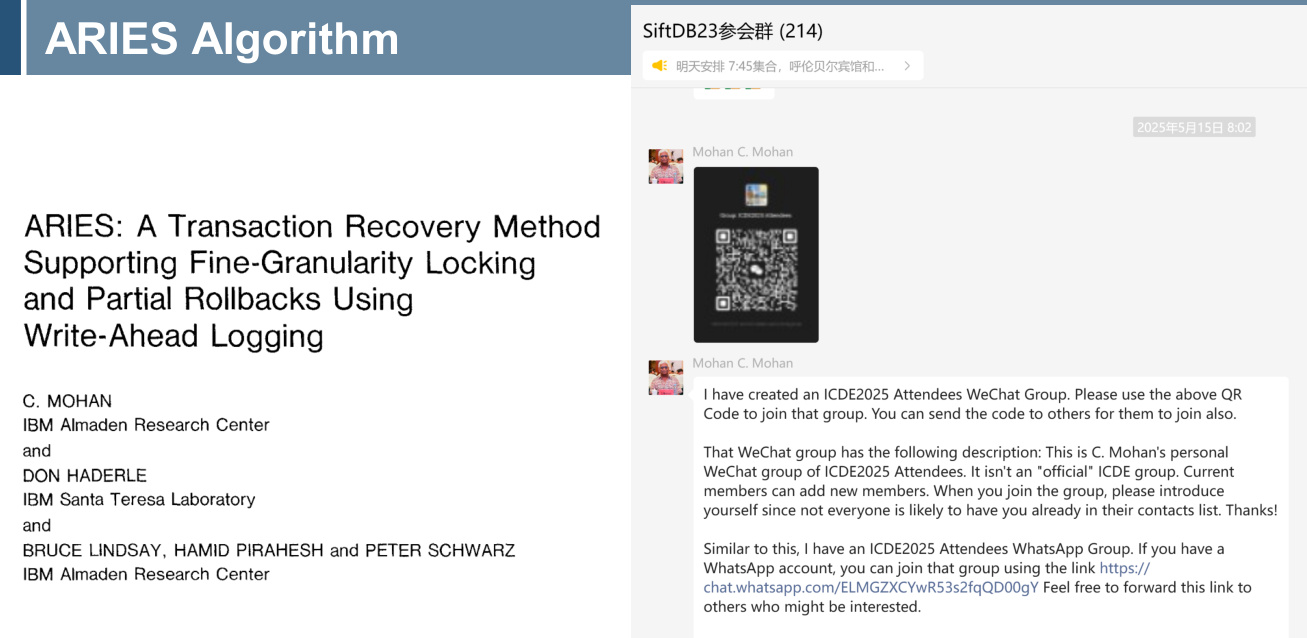 ARIES Algorithm
ARIES: A Transaction Recovery Method
Supporting Fine-Granularity Locking
and Partial Rollbacks Using
Write-Ahead Logging
C. MOHAN
IBM Almaden Research Center
and
DON HADERLE
IBM Santa Teresa Laboratory
and
BRUCE LINDSAY, HAMID PIRAHESH and PETER SCHWARZ
IBM Almaden Research Center
SiftDB23参会群 (214)
明天安排 7:45集合，呼伦贝尔宾馆和...
2025年5月15日 8:02
Mohan C. Mohan
Group: ICDE2025 Attendees
Mohan C. Mohan
I have created an ICDE2025 Attendees WeChat Group. Please use the above QR
Code to join that group. You can send the code to others for them to join also.
That WeChat group has the following description: This is C. Mohan's personal
WeChat group of ICDE2025 Attendees. It isn't an "official" ICDE group. Current
members can add new members. When you join the group, please introduce
yourself since not everyone is likely to have you already in their contacts list. Thanks!
Similar to this, I have an ICDE2025 Attendees WhatsApp Group. If you have a
WhatsApp account, you can join that group using the link https://
chat.whatsapp.com/ELMGZXCYwR53s2fqQD00gY Feel free to forward this link to
others who might be interested.